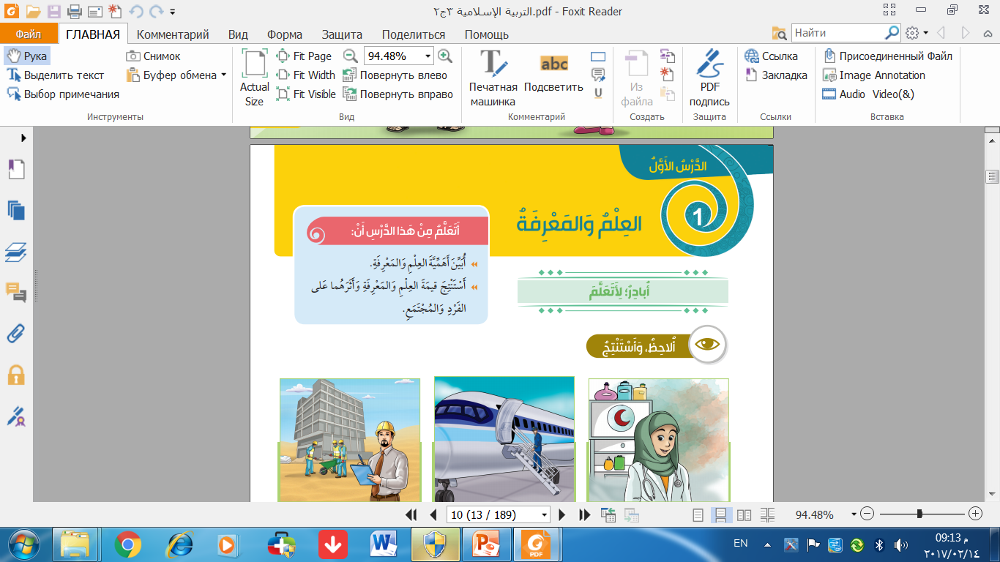 التربية الإسلامية ٣ج٢.pdf - Foxit Reader
Файл
ГЛАВНАЯ
Комментарий
Вид
Форма
Защита
Поделиться
Помощь
Найти
Рука
Выделить текст
Выбор примечания
Снимок
Буфер обмена
Инструменты
Actual Size
Fit Page
Fit Width
Fit Visible
94.48%
Повернуть влево
Повернуть вправо
Вид
Печатная машинка
abc
Подсветить
U
Комментарий
Из файла
Создать
PDF подпись
Защита
Ссылка
Закладка
Ссылки
Присоединенный Файл
Image Annotation
Audio Video(&)
Вставка
الدَّرْسُ الأَوَّلُ
1
العِلْمُ وَالمَعْرِفَةُ
أَتَعَلَّمُ مِنْ هَذا الدَّرْسِ أَنْ:
أُبَيِّنَ أَهَمِّيَّةَ العِلْمِ وَالمَعْرِفَةِ.
أَسْتَنْتِجَ قيمَةَ العِلْمِ وَالمَعْرِفَةِ وَأَثَرَهُما عَلى
الفَرْدِ وَالمُجْتَمَعِ.
أُبادِرُ؛ لِأَتَعَلَّمَ
أُلاحِظُ، وَأَسْتَنْتِجُ
10 (13 / 189)
94.48%
W
P
PDF
EN
09:13 م
٢٠١٧/٠٢/١٤